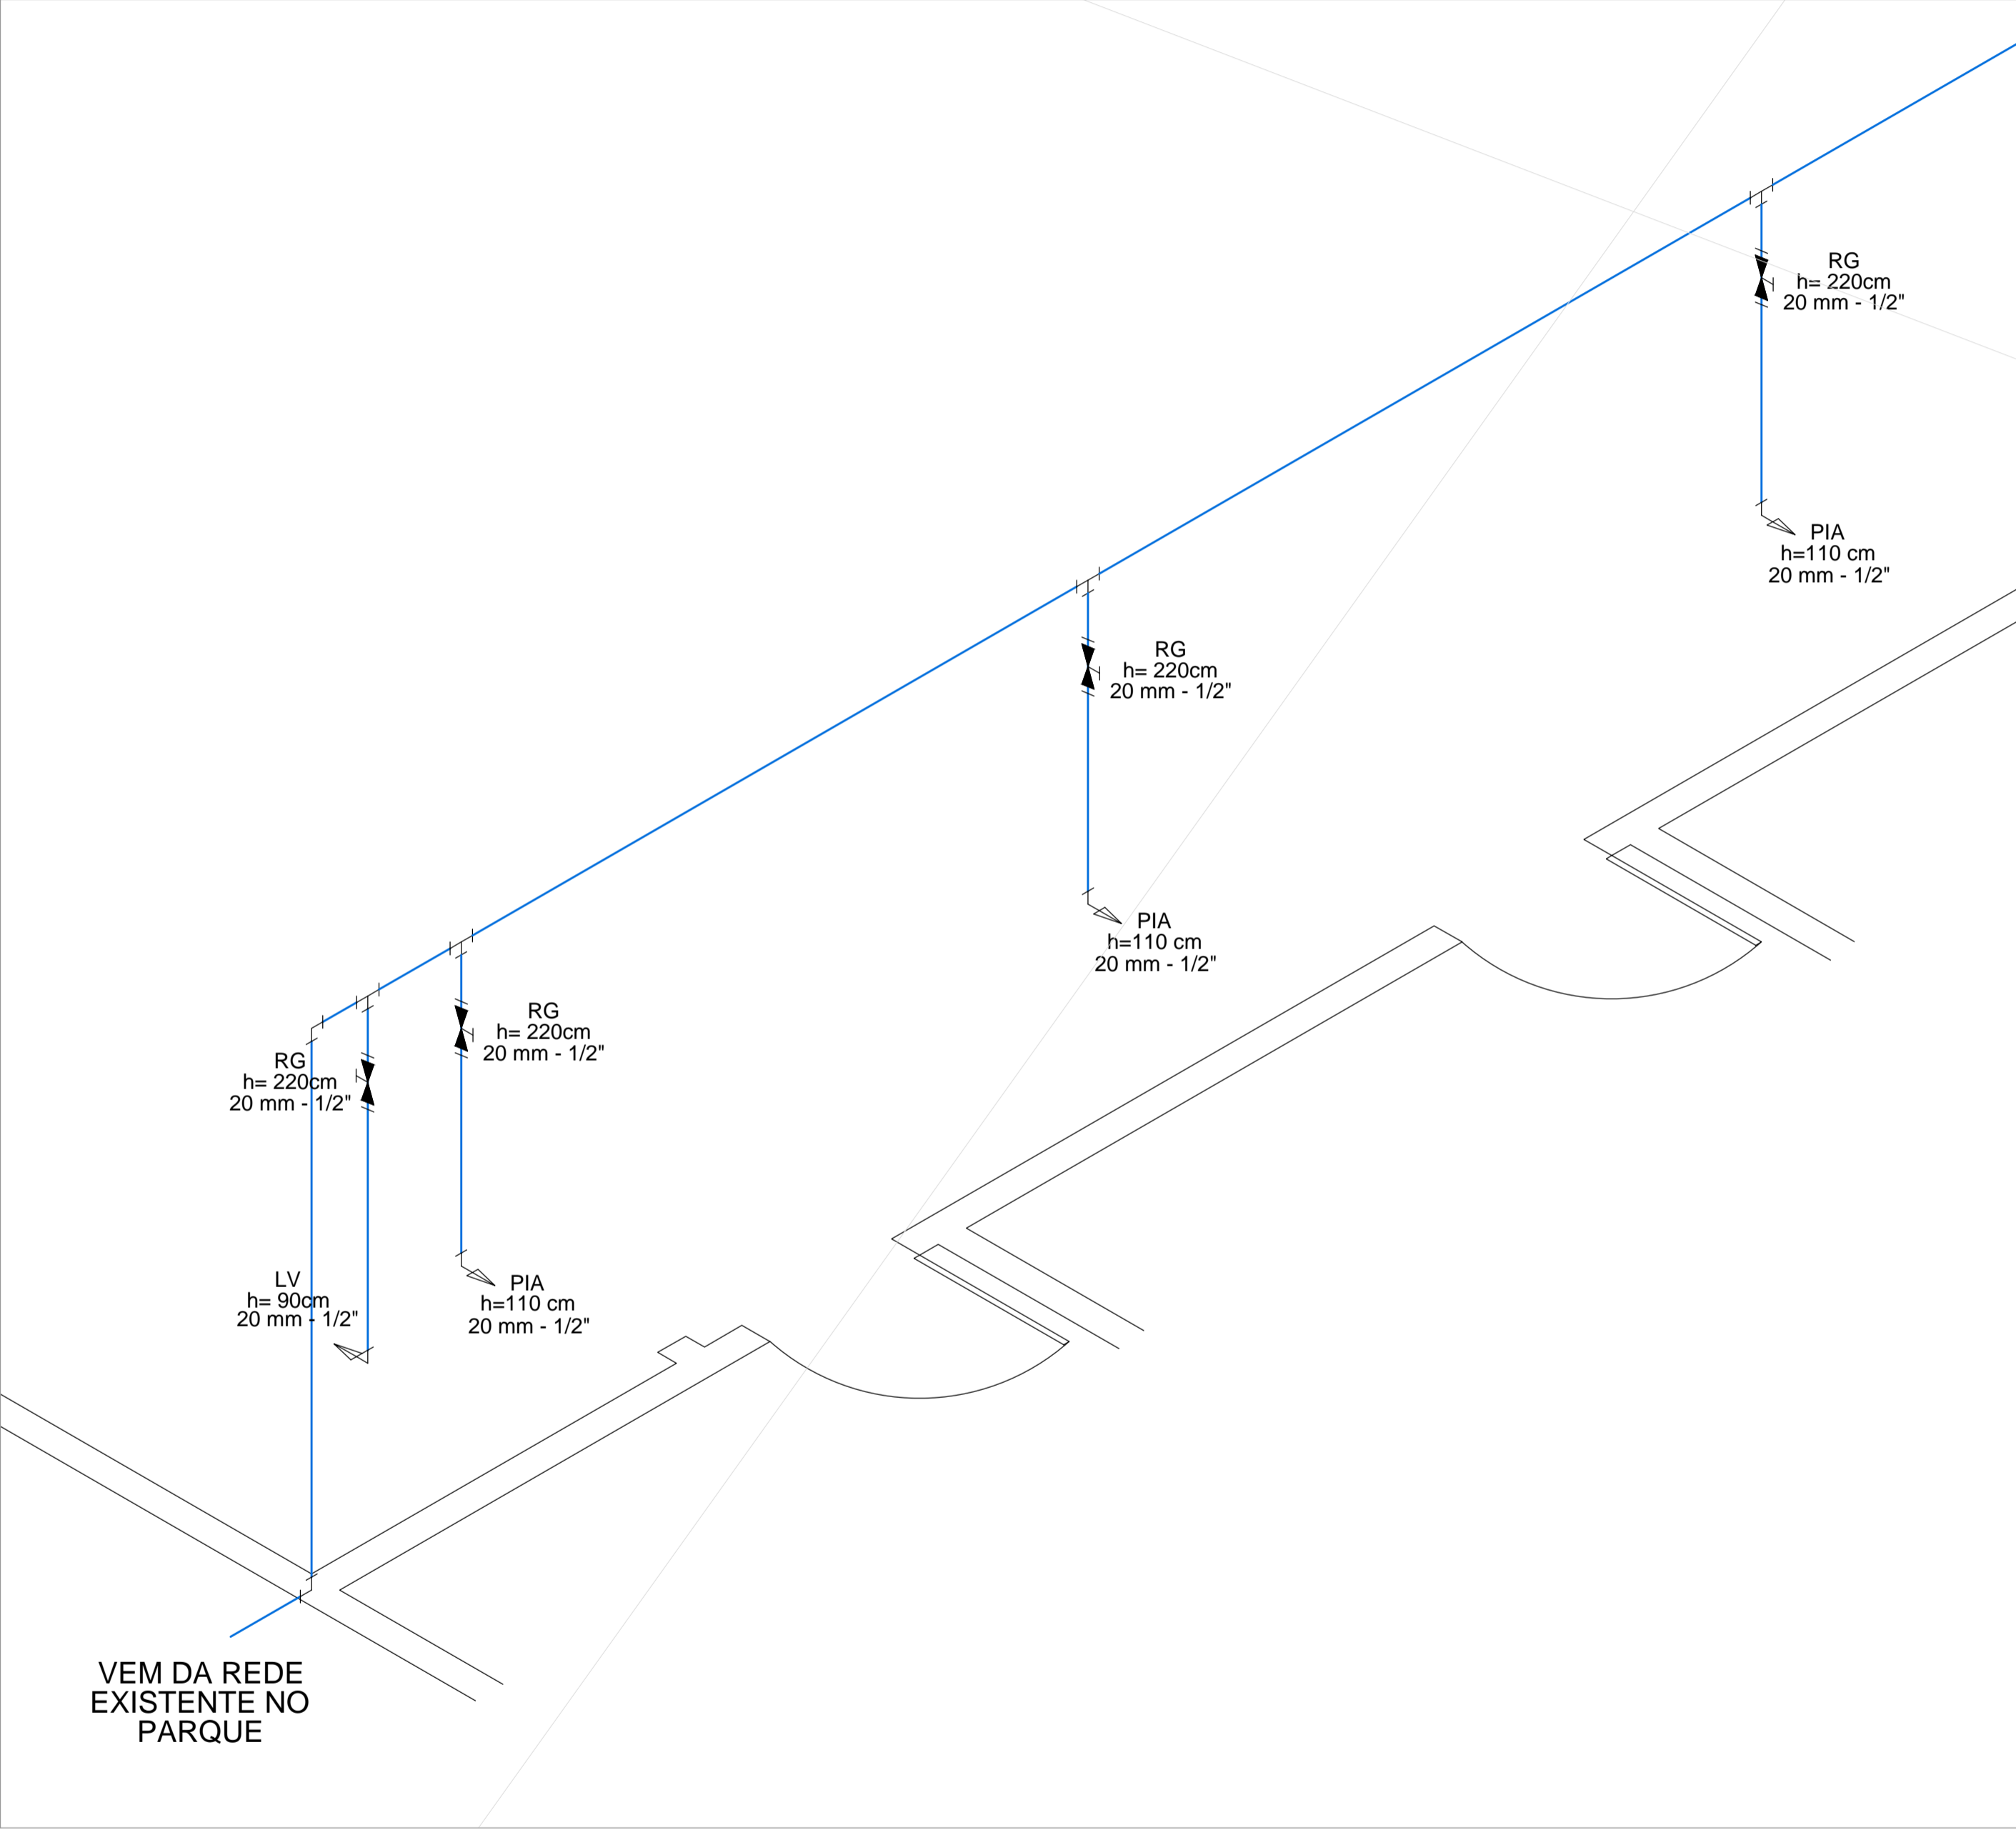 RG
h= 220cm
20 mm - 1/2"
PIA
h=110 cm
20 mm - 1/2"
RG
h= 220cm
20 mm - 1/2"
PIA
h=110 cm
20 mm - 1/2"
RG
h= 220cm
20 mm - 1/2"
RG
h= 220cm
20 mm - 1/2"
LV
h= 90cm
20 mm - 1/2"
PIA
h=110 cm
20 mm - 1/2"
VEM DA REDE
EXISTENTE NO
PARQUE